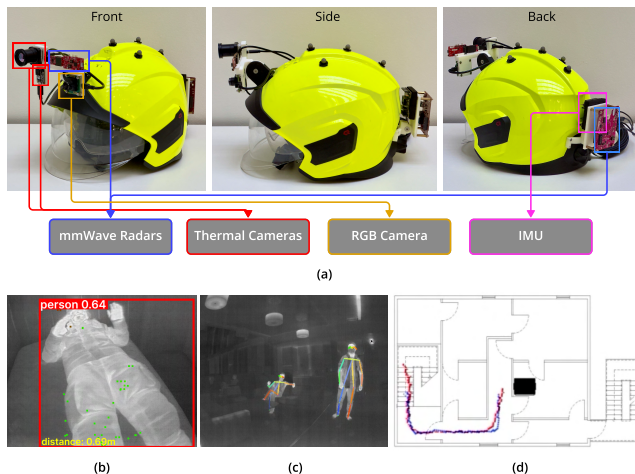 Front
Side
Back
mmWave Radars
Thermal Cameras
RGB Camera
IMU
(a)
person 0.64
distance: 0.69m
(b)
(c)
(d)